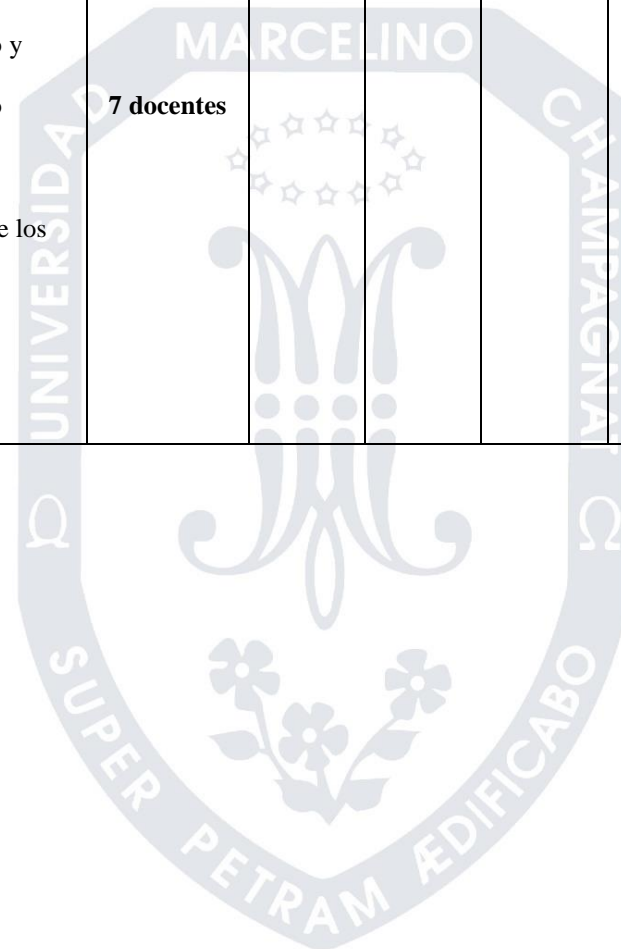 o y
o
7 docentes
e los
UNIVERSIDAD MARCELINO CHAMPAGNAT
Ω Ω
SUPER PETRAM ÆDIFICABO